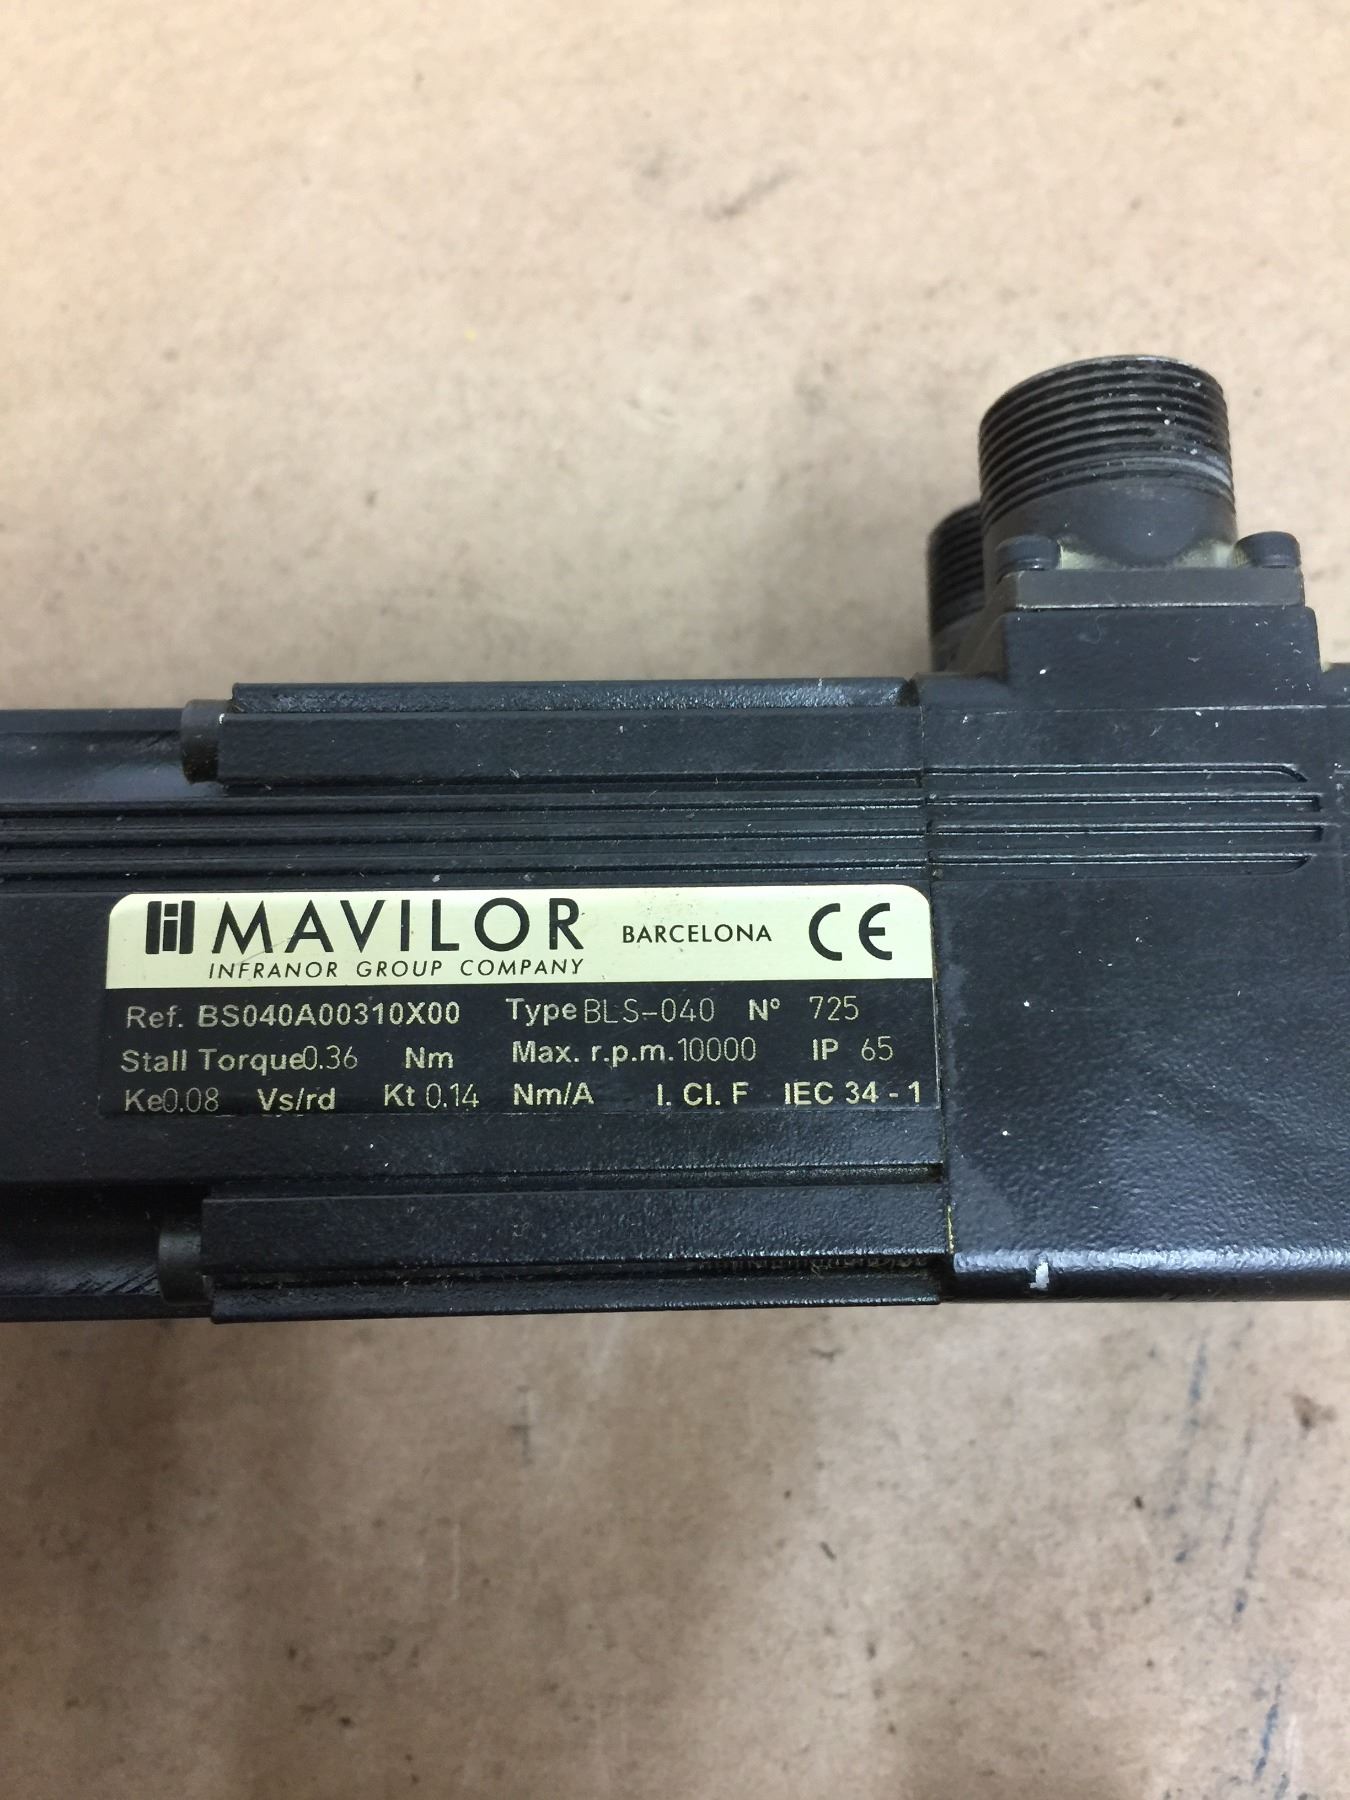 MAVILOR BARCELONA CE
INFRANOR GROUP COMPANY
Ref. BS040A00310X00 Type BLS-040 Nº 725
Stall Torque 0.36 Nm Max. r.p.m. 10000 IP 65
Ke 0.08 Vs/rd Kt 0.14 Nm/A I. Cl. F IEC 34 - 1